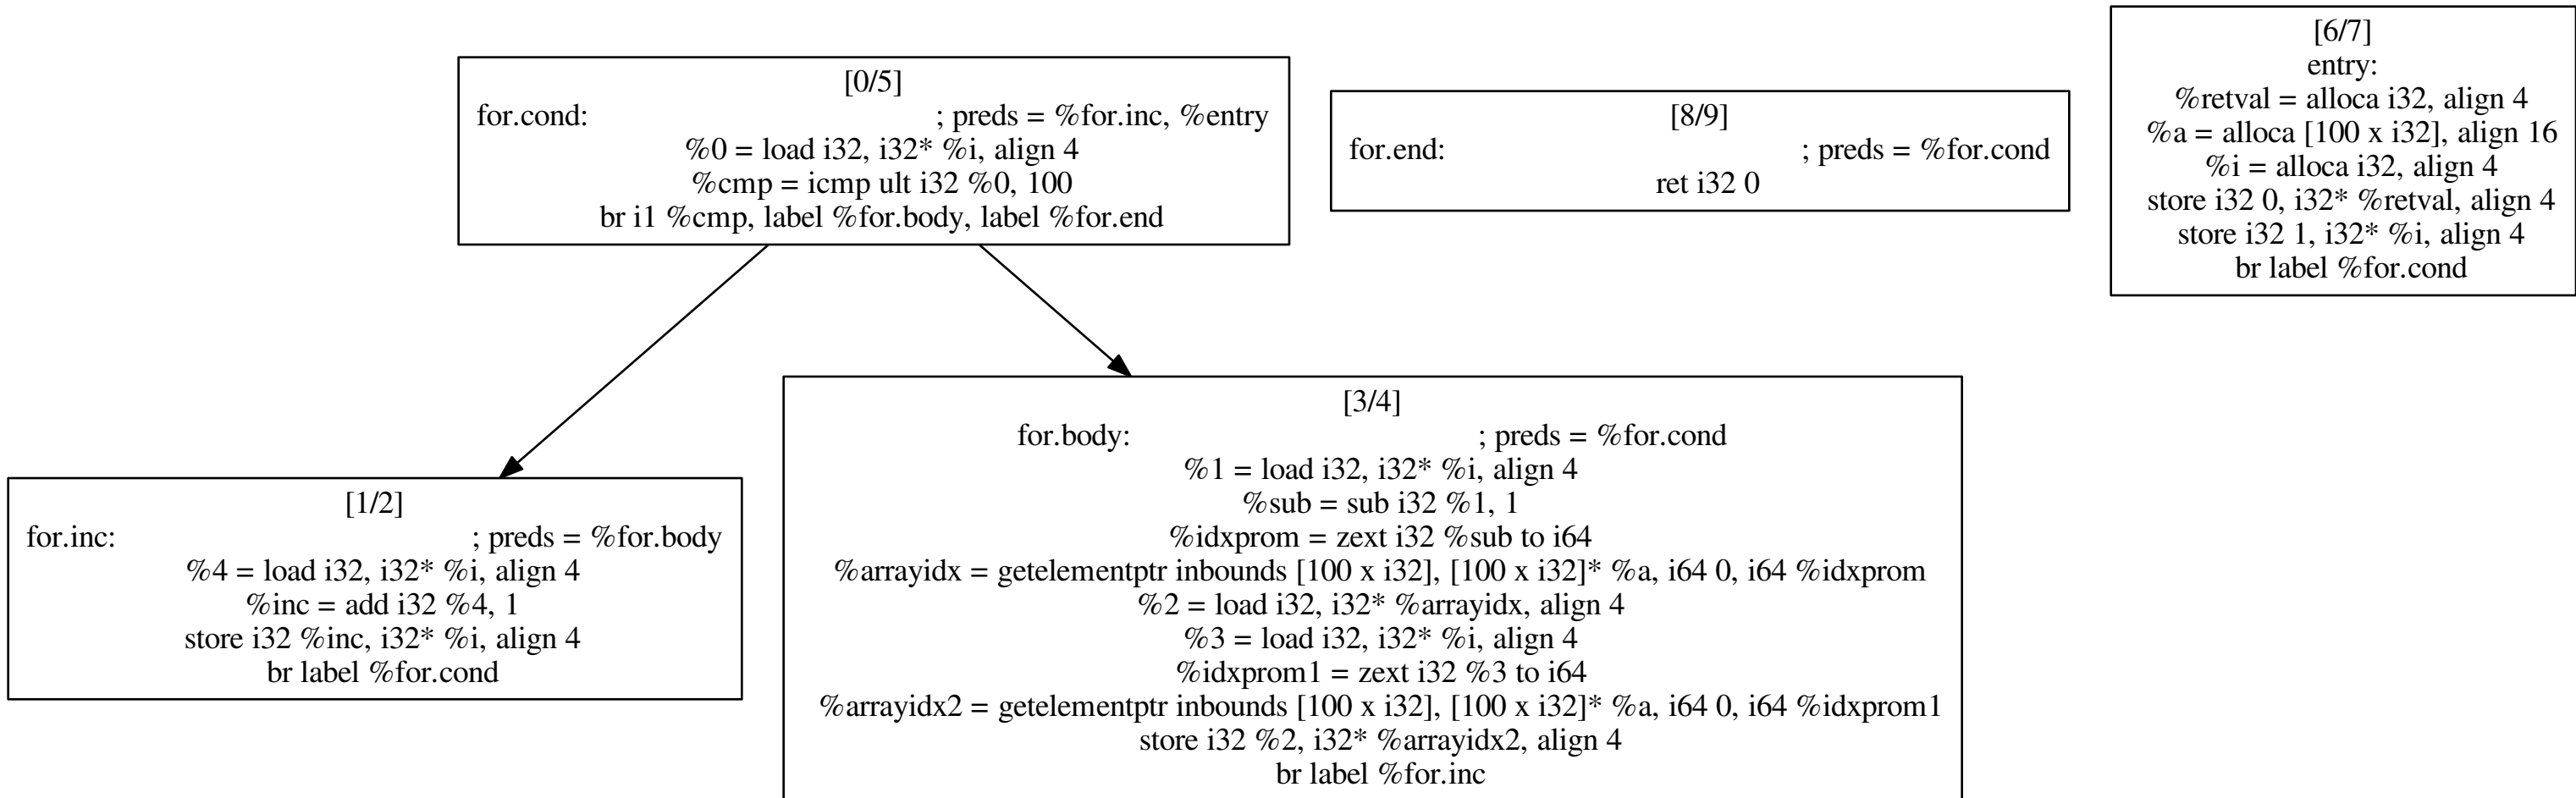 [0/5]
for.cond: ; preds = %for.inc, %entry
%0 = load i32, i32* %i, align 4
%cmp = icmp ult i32 %0, 100
br i1 %cmp, label %for.body, label %for.end
[8/9]
for.end: ; preds = %for.cond
ret i32 0
[6/7]
entry:
%retval = alloca i32, align 4
%a = alloca [100 x i32], align 16
%i = alloca i32, align 4
store i32 0, i32* %retval, align 4
store i32 1, i32* %i, align 4
br label %for.cond
[1/2]
for.inc: ; preds = %for.body
%4 = load i32, i32* %i, align 4
%inc = add i32 %4, 1
store i32 %inc, i32* %i, align 4
br label %for.cond
[3/4]
for.body: ; preds = %for.cond
%1 = load i32, i32* %i, align 4
%sub = sub i32 %1, 1
%idxprom = zext i32 %sub to i64
%arrayidx = getelementptr inbounds [100 x i32], [100 x i32]* %a, i64 0, i64 %idxprom
%2 = load i32, i32* %arrayidx, align 4
%3 = load i32, i32* %i, align 4
%idxprom1 = zext i32 %3 to i64
%arrayidx2 = getelementptr inbounds [100 x i32], [100 x i32]* %a, i64 0, i64 %idxprom1
store i32 %2, i32* %arrayidx2, align 4
br label %for.inc